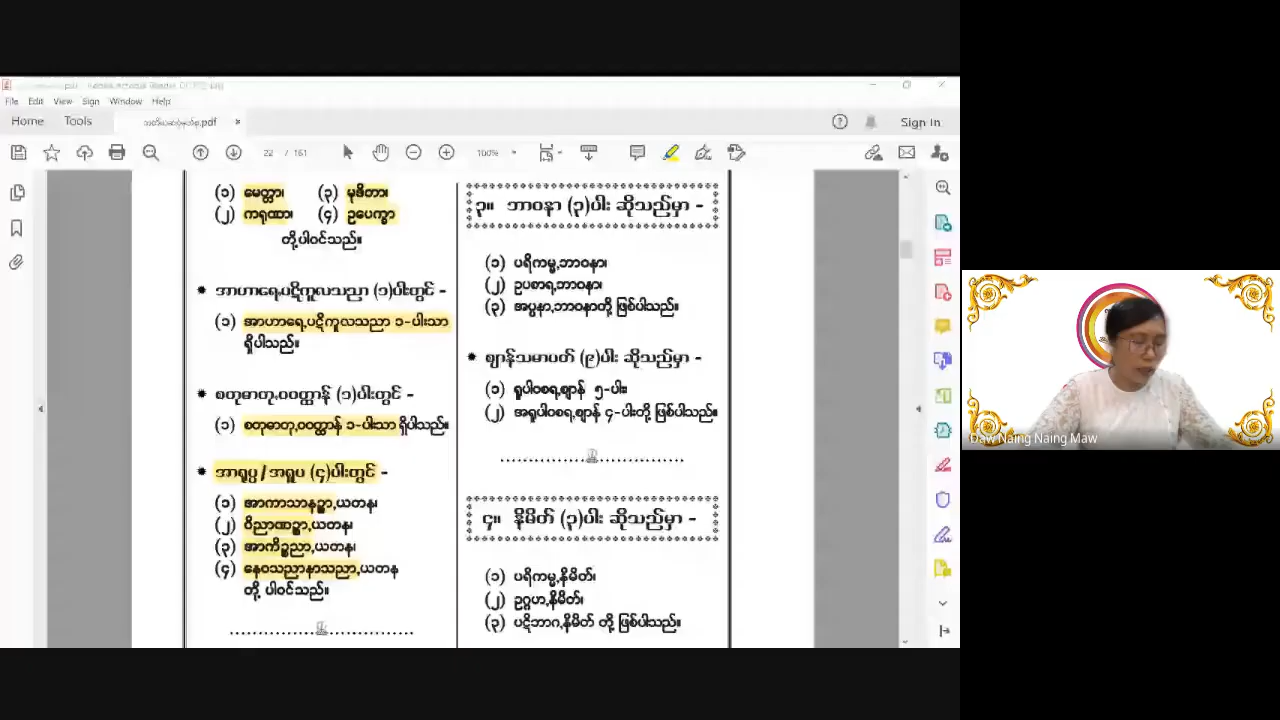 File Edit View Sign Window Help
Home Tools
.pdf
Sign In
22 / 161
100%
(၁) မေတ္တာ၊ (၃) မုဒိတာ၊
(၂) ကရုဏာ၊ (၄) ဥပေက္ခာ
တို့ပါဝင်သည်။
* အာဟာရေ,ပဋိကူလသညာ (၁)ပါးတွင် -
(၁) အာဟာရေ,ပဋိကူလသညာ ၁-ပါးသာ
ရှိပါသည်။
* စတုဓာတု,ဝဝတ္ထာန် (၁)ပါးတွင် -
(၁) စတုဓာတု,ဝဝတ္ထာန် ၁-ပါးသာ ရှိပါသည်။
* အာရုပ္ပ / အရူပ (၄)ပါးတွင် -
(၁) အာကာသာနဉ္စာ,ယတန၊
(၂) ဝိညာဏဉ္စာ,ယတန၊
(၃) အာကိဉ္စညာ,ယတန၊
(၄) နေဝသညာနာသညာ,ယတန
တို့ ပါဝင်သည်။
၃။ ဘာဝနာ (၃)ပါး ဆိုသည်မှာ -
(၁) ပရိကမ္မ,ဘာဝနာ၊
(၂) ဥပစာရ,ဘာဝနာ၊
(၃) အပ္ပနာ,ဘာဝနာတို့ ဖြစ်ပါသည်။
* ဈာန်သမာပတ် (၉)ပါး ဆိုသည်မှာ -
(၁) ရူပါဝစရ,ဈာန် ၅-ပါး၊
(၂) အရူပါဝစရ,ဈာန် ၄-ပါးတို့ ဖြစ်ပါသည်။
၄။ နိမိတ် (၃)ပါး ဆိုသည်မှာ -
(၁) ပရိကမ္မ,နိမိတ်၊
(၂) ဥဂ္ဂဟ,နိမိတ်၊
(၃) ပဋိဘာဂ,နိမိတ် တို့ ဖြစ်ပါသည်။
Daw Naing Naing Maw